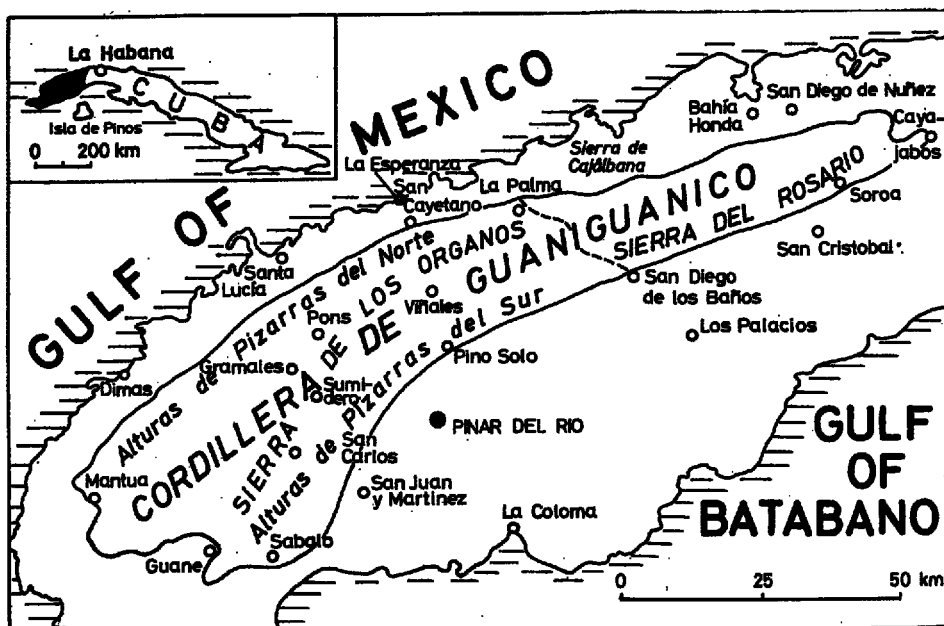 La Habana
CUBA
Isla de Pinos
0 200 km
GULF OF MEXICO
La Esperanza
San
Cayetano
La Palma
Sierra de
Cajálbana
Bahía
Honda
San Diego de Nuñez
Caya-
jabos
Soroa
San Cristobal
Santa
Lucía
Alturas de Pizarras del Norte
SIERRA DE LOS ORGANOS
CORDILLERA DE GUANIGUANICO
SIERRA DEL ROSARIO
Alturas de Pizarras del Sur
Viñales
Pons
San Diego
de los Baños
Los Palacios
Pino Solo
Gramales
Dimas
Sumi-
dero
PINAR DEL RIO
San
Carlos
San Juan
y Martinez
Mantua
La Coloma
Guane
Sabalo
GULF
OF
BATABANO
0 25 50 km